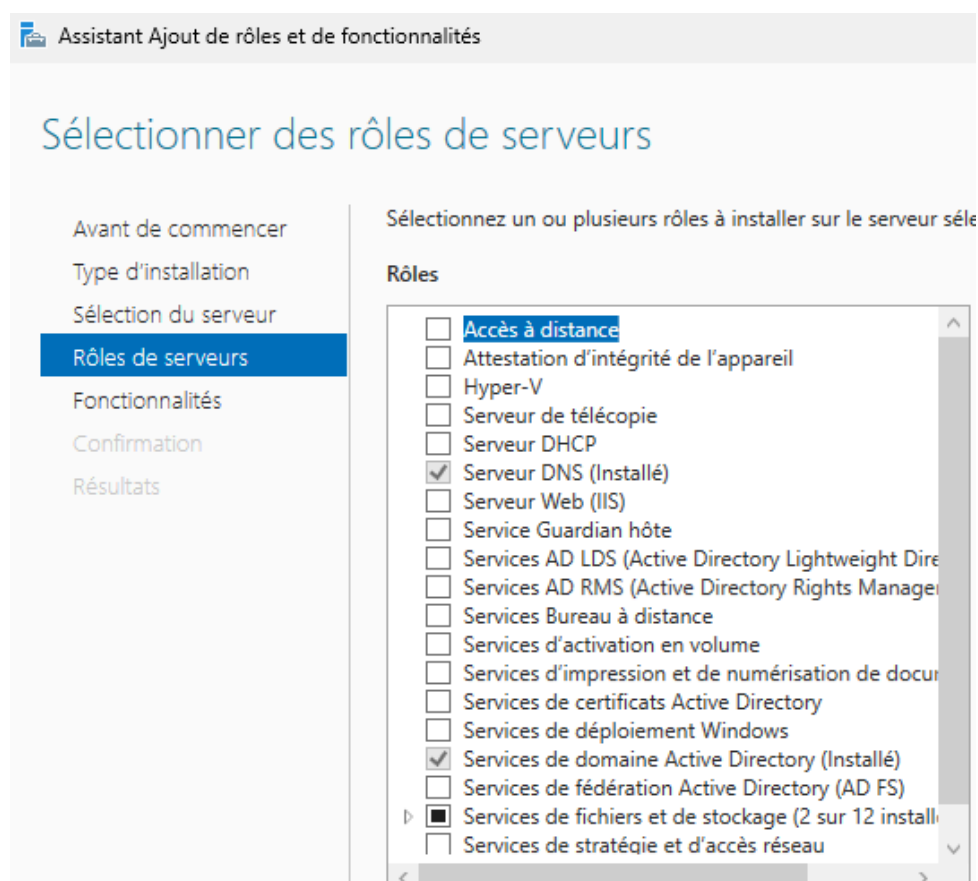 Assistant Ajout de rôles et de fonctionnalités
Sélectionner des rôles de serveurs
Avant de commencer
Type d'installation
Sélection du serveur
Rôles de serveurs
Fonctionnalités
Confirmation
Résultats
Sélectionnez un ou plusieurs rôles à installer sur le serveur séle
Rôles
Accès à distance
Attestation d’intégrité de l’appareil
Hyper-V
Serveur de télécopie
Serveur DHCP
Serveur DNS (Installé)
Serveur Web (IIS)
Service Guardian hôte
Services AD LDS (Active Directory Lightweight Dire
Services AD RMS (Active Directory Rights Manage
Services Bureau à distance
Services d’activation en volume
Services d’impression et de numérisation de docu
Services de certificats Active Directory
Services de déploiement Windows
Services de domaine Active Directory (Installé)
Services de fédération Active Directory (AD FS)
Services de fichiers et de stockage (2 sur 12 install
Services de stratégie et d’accès réseau